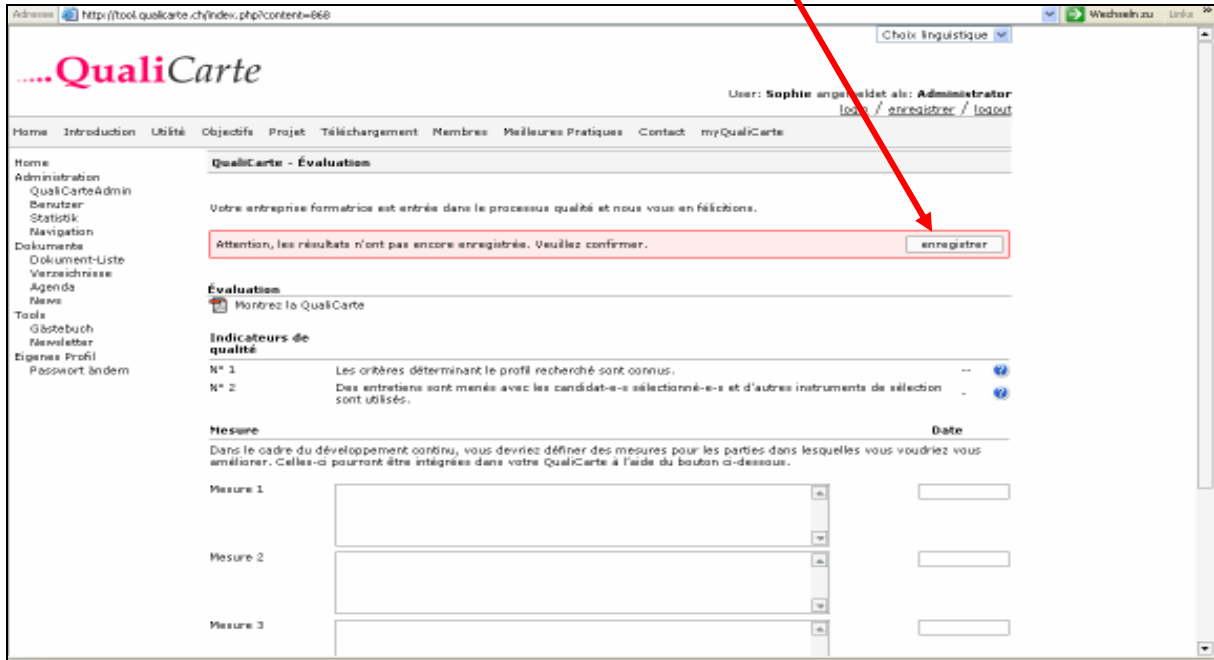 Adresse http://tool.qualicarte.ch/index.php?content=868 Wechseln zu Links »
Choix linguistique
.....QualiCarte
User: Sophie angemeldet als: Administrator
login / enregistrer / logout
Home Introduction Utilité Objectifs Projet Téléchargement Membres Meilleures Pratiques Contact myQualiCarte
Home
Administration
QualiCarteAdmin
Benutzer
Statistik
Navigation
Dokumente
Dokument-Liste
Verzeichnisse
Agenda
News
Tools
Gästebuch
Newsletter
Eigenes Profil
Passwort ändern
QualiCarte - Évaluation
Votre entreprise formatrice est entrée dans le processus qualité et nous vous en félicitions.
Attention, les résultats n'ont pas encore enregistrée. Veuillez confirmer. enregistrer
Évaluation
Montrez la QualiCarte
Indicateurs de
qualité
N° 1 Les critères déterminant le profil recherché sont connus. --
N° 2 Des entretiens sont menés avec les candidat-e-s sélectionné-e-s et d'autres instruments de sélection -
sont utilisés.
Mesure Date
Dans le cadre du développement continu, vous devriez définer des mesures pour les parties dans lesquelles vous voudriez vous
améliorer. Celles-ci pourront être intégrées dans votre QualiCarte à l'aide du bouton ci-dessous.
Mesure 1
Mesure 2
Mesure 3